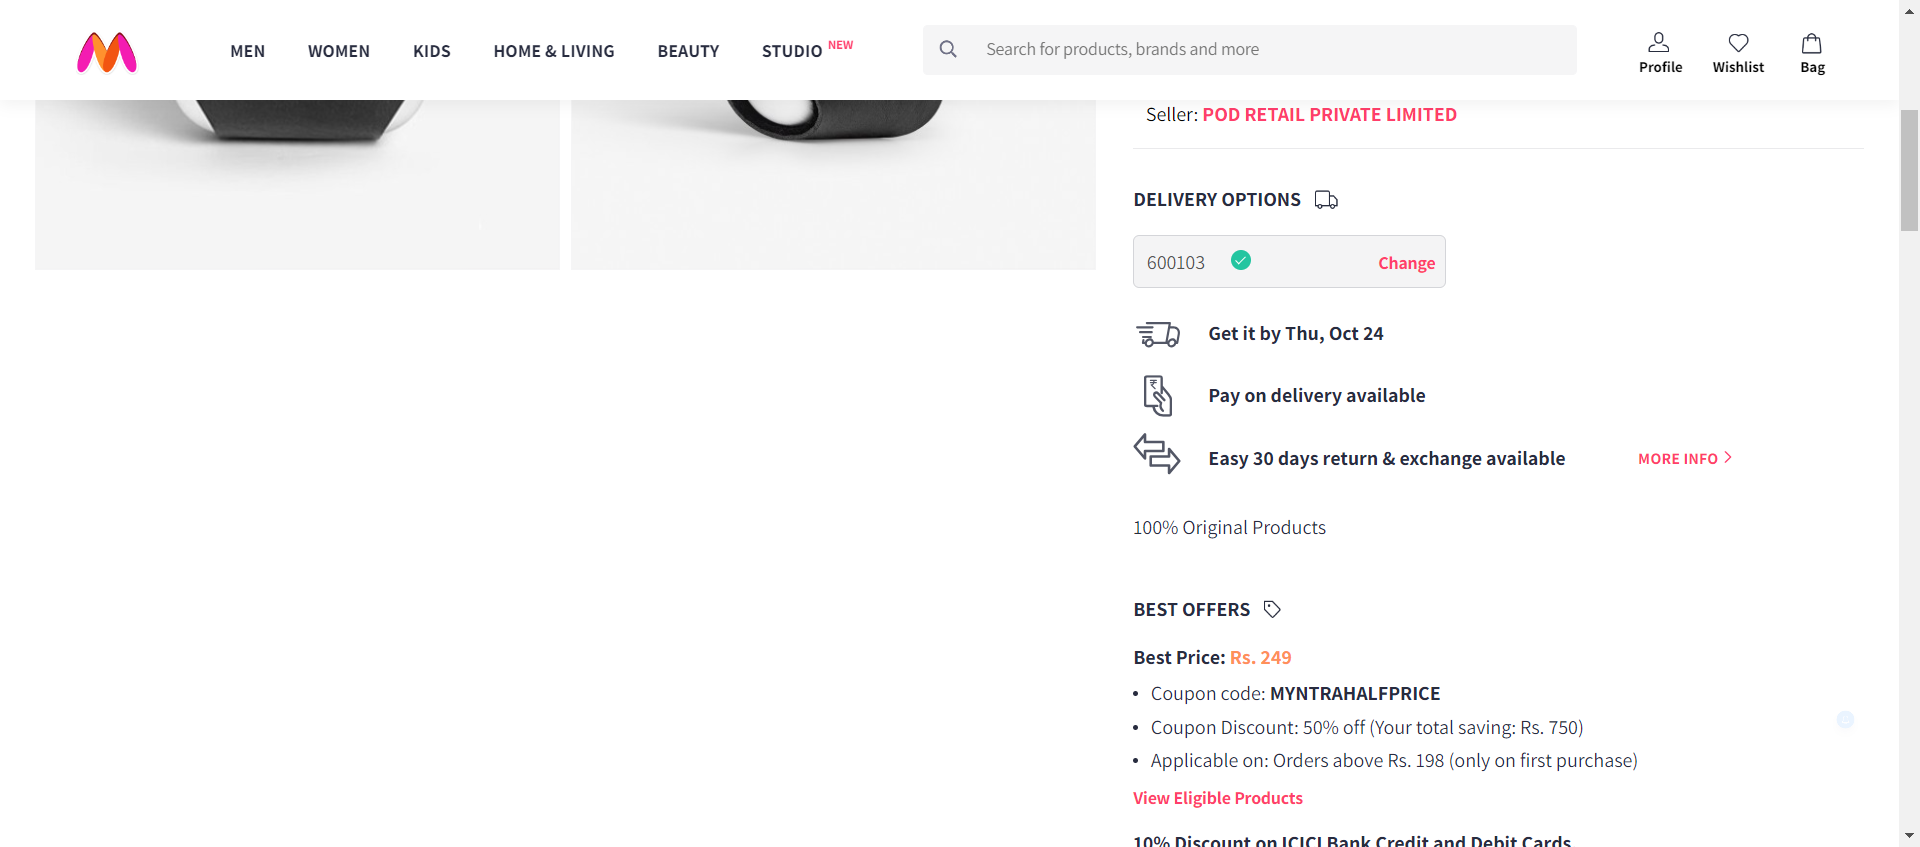 MEN WOMEN KIDS HOME & LIVING BEAUTY STUDIO NEW Search for products, brands and more Profile Wishlist Bag
Seller: POD RETAIL PRIVATE LIMITED
DELIVERY OPTIONS
600103 Change
Get it by Thu, Oct 24
Pay on delivery available
Easy 30 days return & exchange available MORE INFO >
100% Original Products
BEST OFFERS
Best Price: Rs. 249
• Coupon code: MYNTRAHALFPRICE
• Coupon Discount: 50% off (Your total saving: Rs. 750)
• Applicable on: Orders above Rs. 198 (only on first purchase)
View Eligible Products
10% Discount on ICICI Bank Credit and Debit Cards